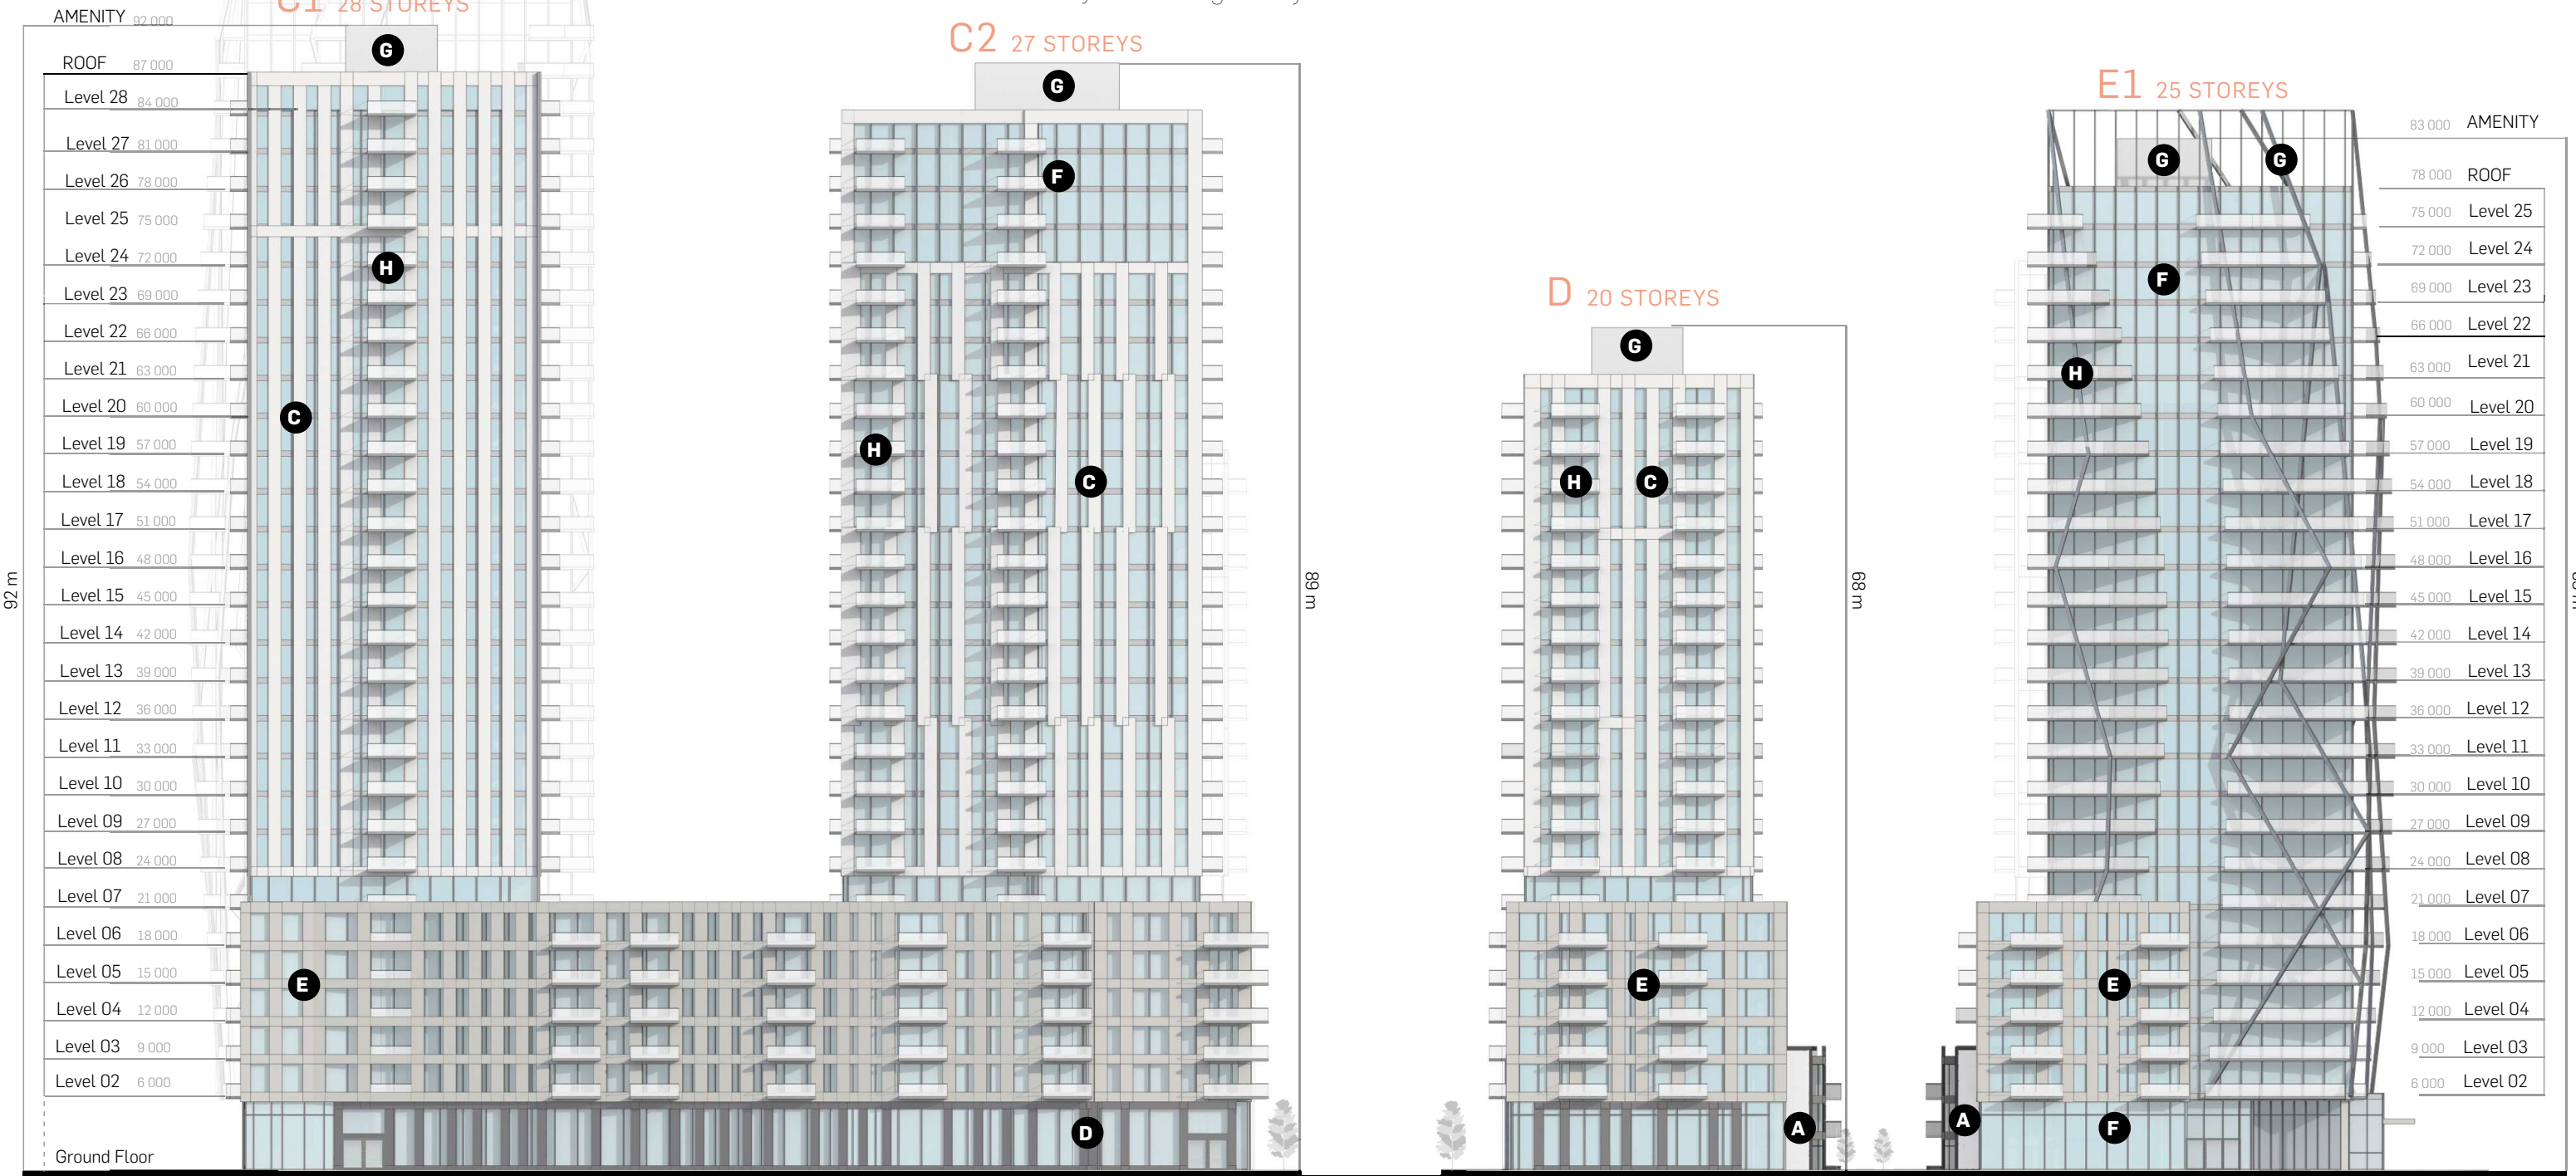 C1 28 STOREYS
AMENITY 92 000
ROOF 87 000
Level 28 84 000
Level 27 81 000
Level 26 78 000
Level 25 75 000
Level 24 72 000
Level 23 69 000
Level 22 66 000
Level 21 63 000
Level 20 60 000
Level 19 57 000
Level 18 54 000
Level 17 51 000
Level 16 48 000
Level 15 45 000
Level 14 42 000
Level 13 39 000
Level 12 36 000
Level 11 33 000
Level 10 30 000
Level 09 27 000
Level 08 24 000
Level 07 21 000
Level 06 18 000
Level 05 15 000
Level 04 12 000
Level 03 9 000
Level 02 6 000
Ground Floor
92 m
G
H
C
E
C2 27 STOREYS
G
F
H
C
D
89 m
D 20 STOREYS
G
H C
E
A
68 m
E1 25 STOREYS
G G
F
H
E
A F
83 000 AMENITY
78 000 ROOF
75 000 Level 25
72 000 Level 24
69 000 Level 23
66 000 Level 22
63 000 Level 21
60 000 Level 20
57 000 Level 19
54 000 Level 18
51 000 Level 17
48 000 Level 16
45 000 Level 15
42 000 Level 14
39 000 Level 13
36 000 Level 12
33 000 Level 11
30 000 Level 10
27 000 Level 09
24 000 Level 08
21 000 Level 07
18 000 Level 06
15 000 Level 05
12 000 Level 04
9 000 Level 03
6 000 Level 02